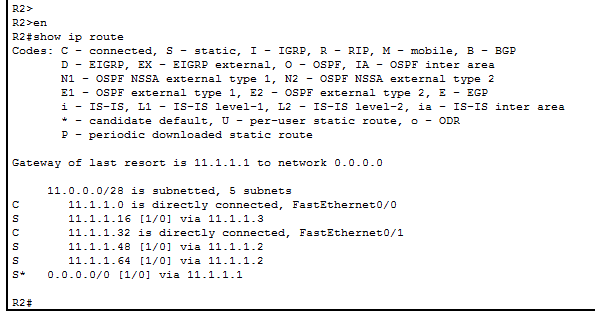 R2>
R2>en
R2#show ip route
Codes: C - connected, S - static, I - IGRP, R - RIP, M - mobile, B - BGP
       D - EIGRP, EX - EIGRP external, O - OSPF, IA - OSPF inter area
       N1 - OSPF NSSA external type 1, N2 - OSPF NSSA external type 2
       E1 - OSPF external type 1, E2 - OSPF external type 2, E - EGP
       i - IS-IS, L1 - IS-IS level-1, L2 - IS-IS level-2, ia - IS-IS inter area
       * - candidate default, U - per-user static route, o - ODR
       P - periodic downloaded static route

Gateway of last resort is 11.1.1.1 to network 0.0.0.0

     11.0.0.0/28 is subnetted, 5 subnets
C       11.1.1.0 is directly connected, FastEthernet0/0
S       11.1.1.16 [1/0] via 11.1.1.3
C       11.1.1.32 is directly connected, FastEthernet0/1
S       11.1.1.48 [1/0] via 11.1.1.2
S       11.1.1.64 [1/0] via 11.1.1.2
S*   0.0.0.0/0 [1/0] via 11.1.1.1

R2#